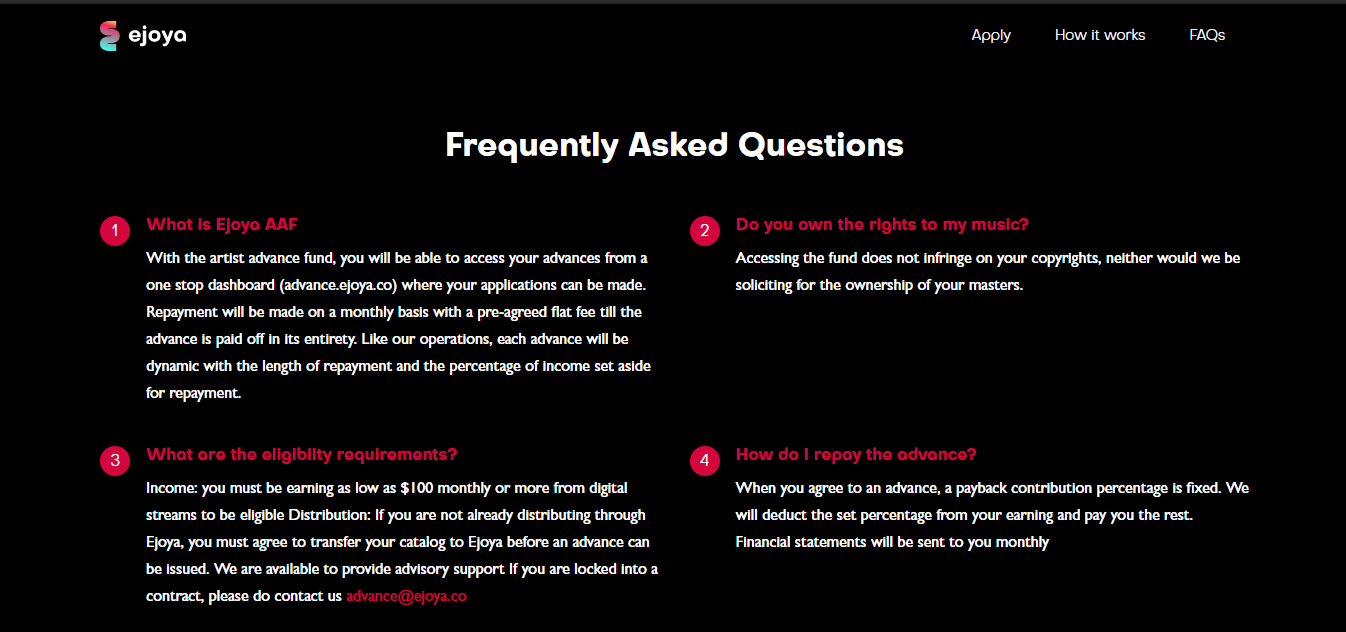 ejoya
Apply
How it works
FAQs
Frequently Asked Questions
1
What is Ejoya AAF
With the artist advance fund, you will be able to access your advances from a
one stop dashboard (advance.ejoya.co) where your applications can be made.
Repayment will be made on a monthly basis with a pre-agreed flat fee till the
advance is paid off in its entirety. Like our operations, each advance will be
dynamic with the length of repayment and the percentage of income set aside
for repayment.
2
Do you own the rights to my music?
Accessing the fund does not infringe on your copyrights, neither would we be
soliciting for the ownership of your masters.
3
What are the eligibilty requirements?
Income: you must be earning as low as $100 monthly or more from digital
streams to be eligible Distribution: If you are not already distributing through
Ejoya, you must agree to transfer your catalog to Ejoya before an advance can
be issued. We are available to provide advisory support If you are locked into a
contract, please do contact us advance@ejoya.co
4
How do I repay the advance?
When you agree to an advance, a payback contribution percentage is fixed. We
will deduct the set percentage from your earning and pay you the rest.
Financial statements will be sent to you monthly